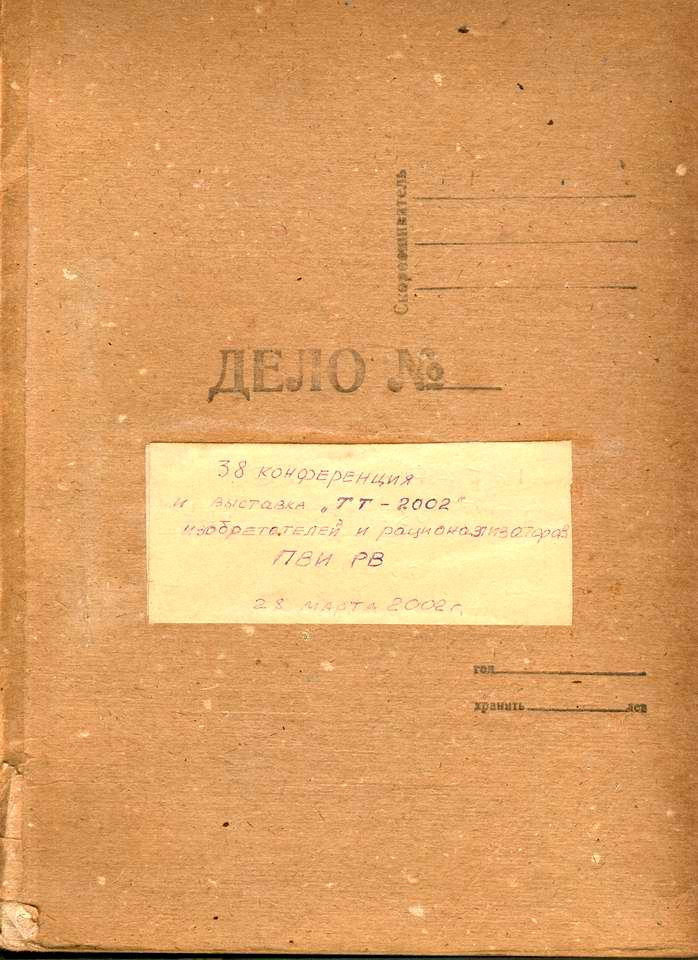 Скоросшиватель
ДЕЛО №
38 конференция
и выставка „ТТ-2002"
изобретателей и рационализаторов
ПВИ РВ
28 марта 2002 г.
год
хранить лет